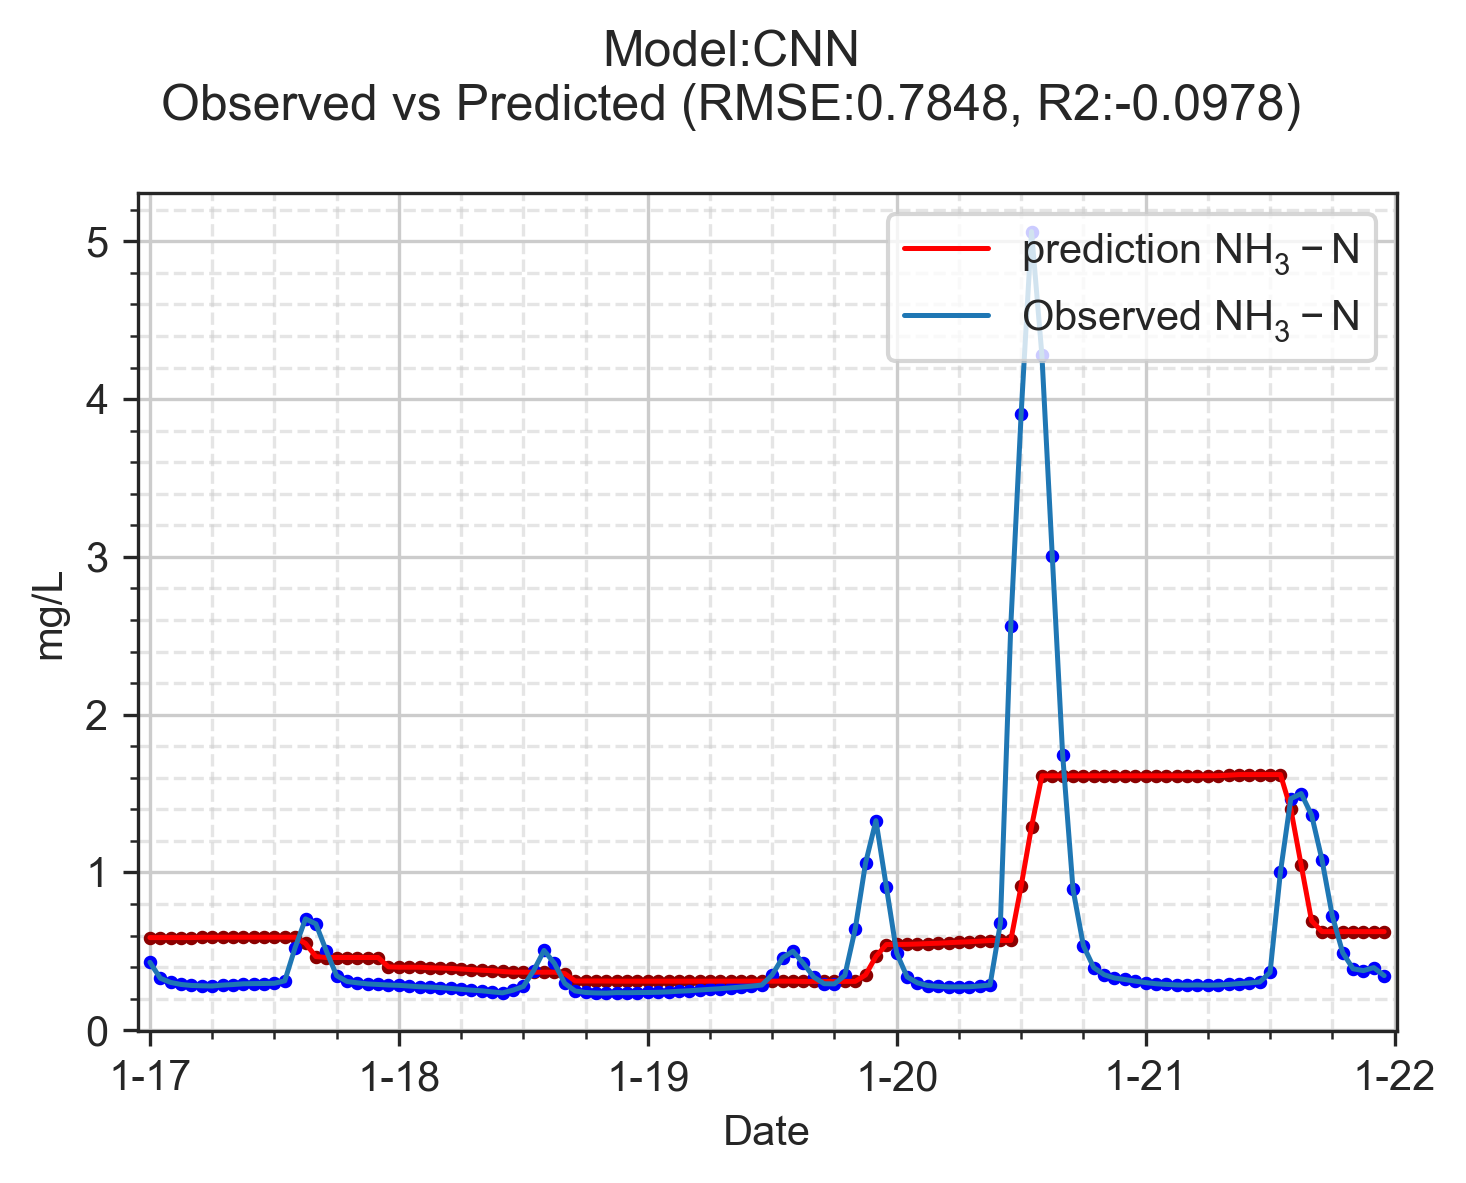 Model:CNN
Observed vs Predicted (RMSE:0.7848, R2:-0.0978)
prediction NH₃−N
Observed NH₃−N
5
4
3
2
1
0
mg/L
1-17 1-18 1-19 1-20 1-21 1-22
Date